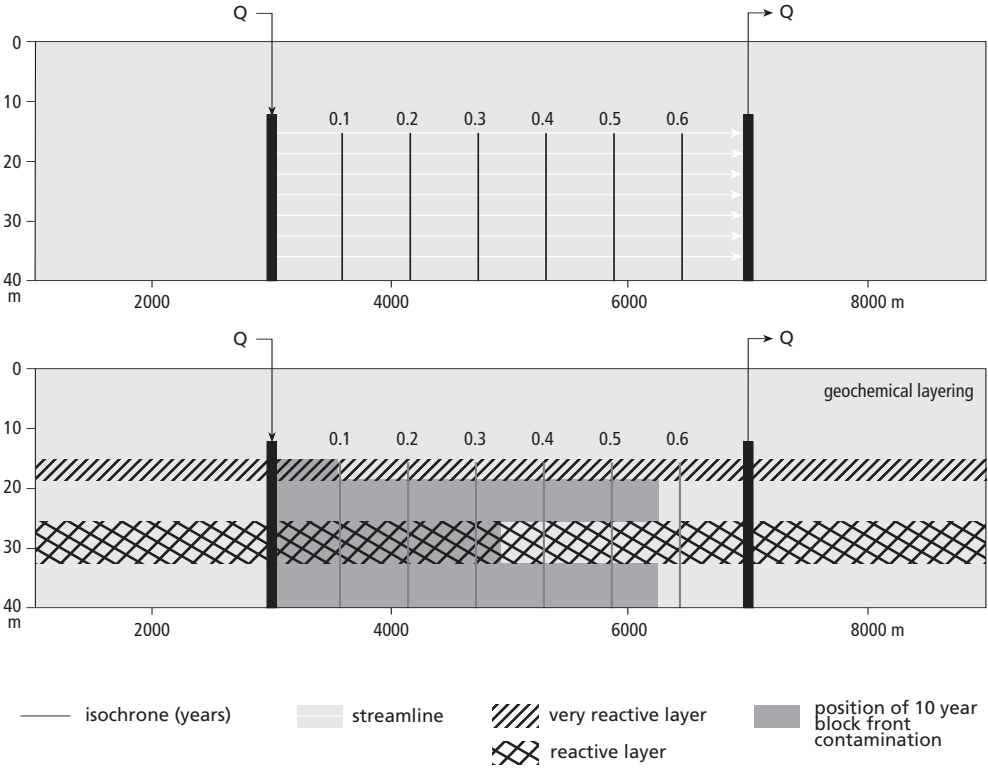 Q Q
0
10
20
30
40
m
0.1 0.2 0.3 0.4 0.5 0.6
2000 4000 6000 8000 m
Q Q
0
geochemical layering
10
0.1 0.2 0.3 0.4 0.5 0.6
20
30
40
m
2000 4000 6000 8000 m
isochrone (years)
streamline
very reactive layer
reactive layer
position of 10 year
block front
contamination